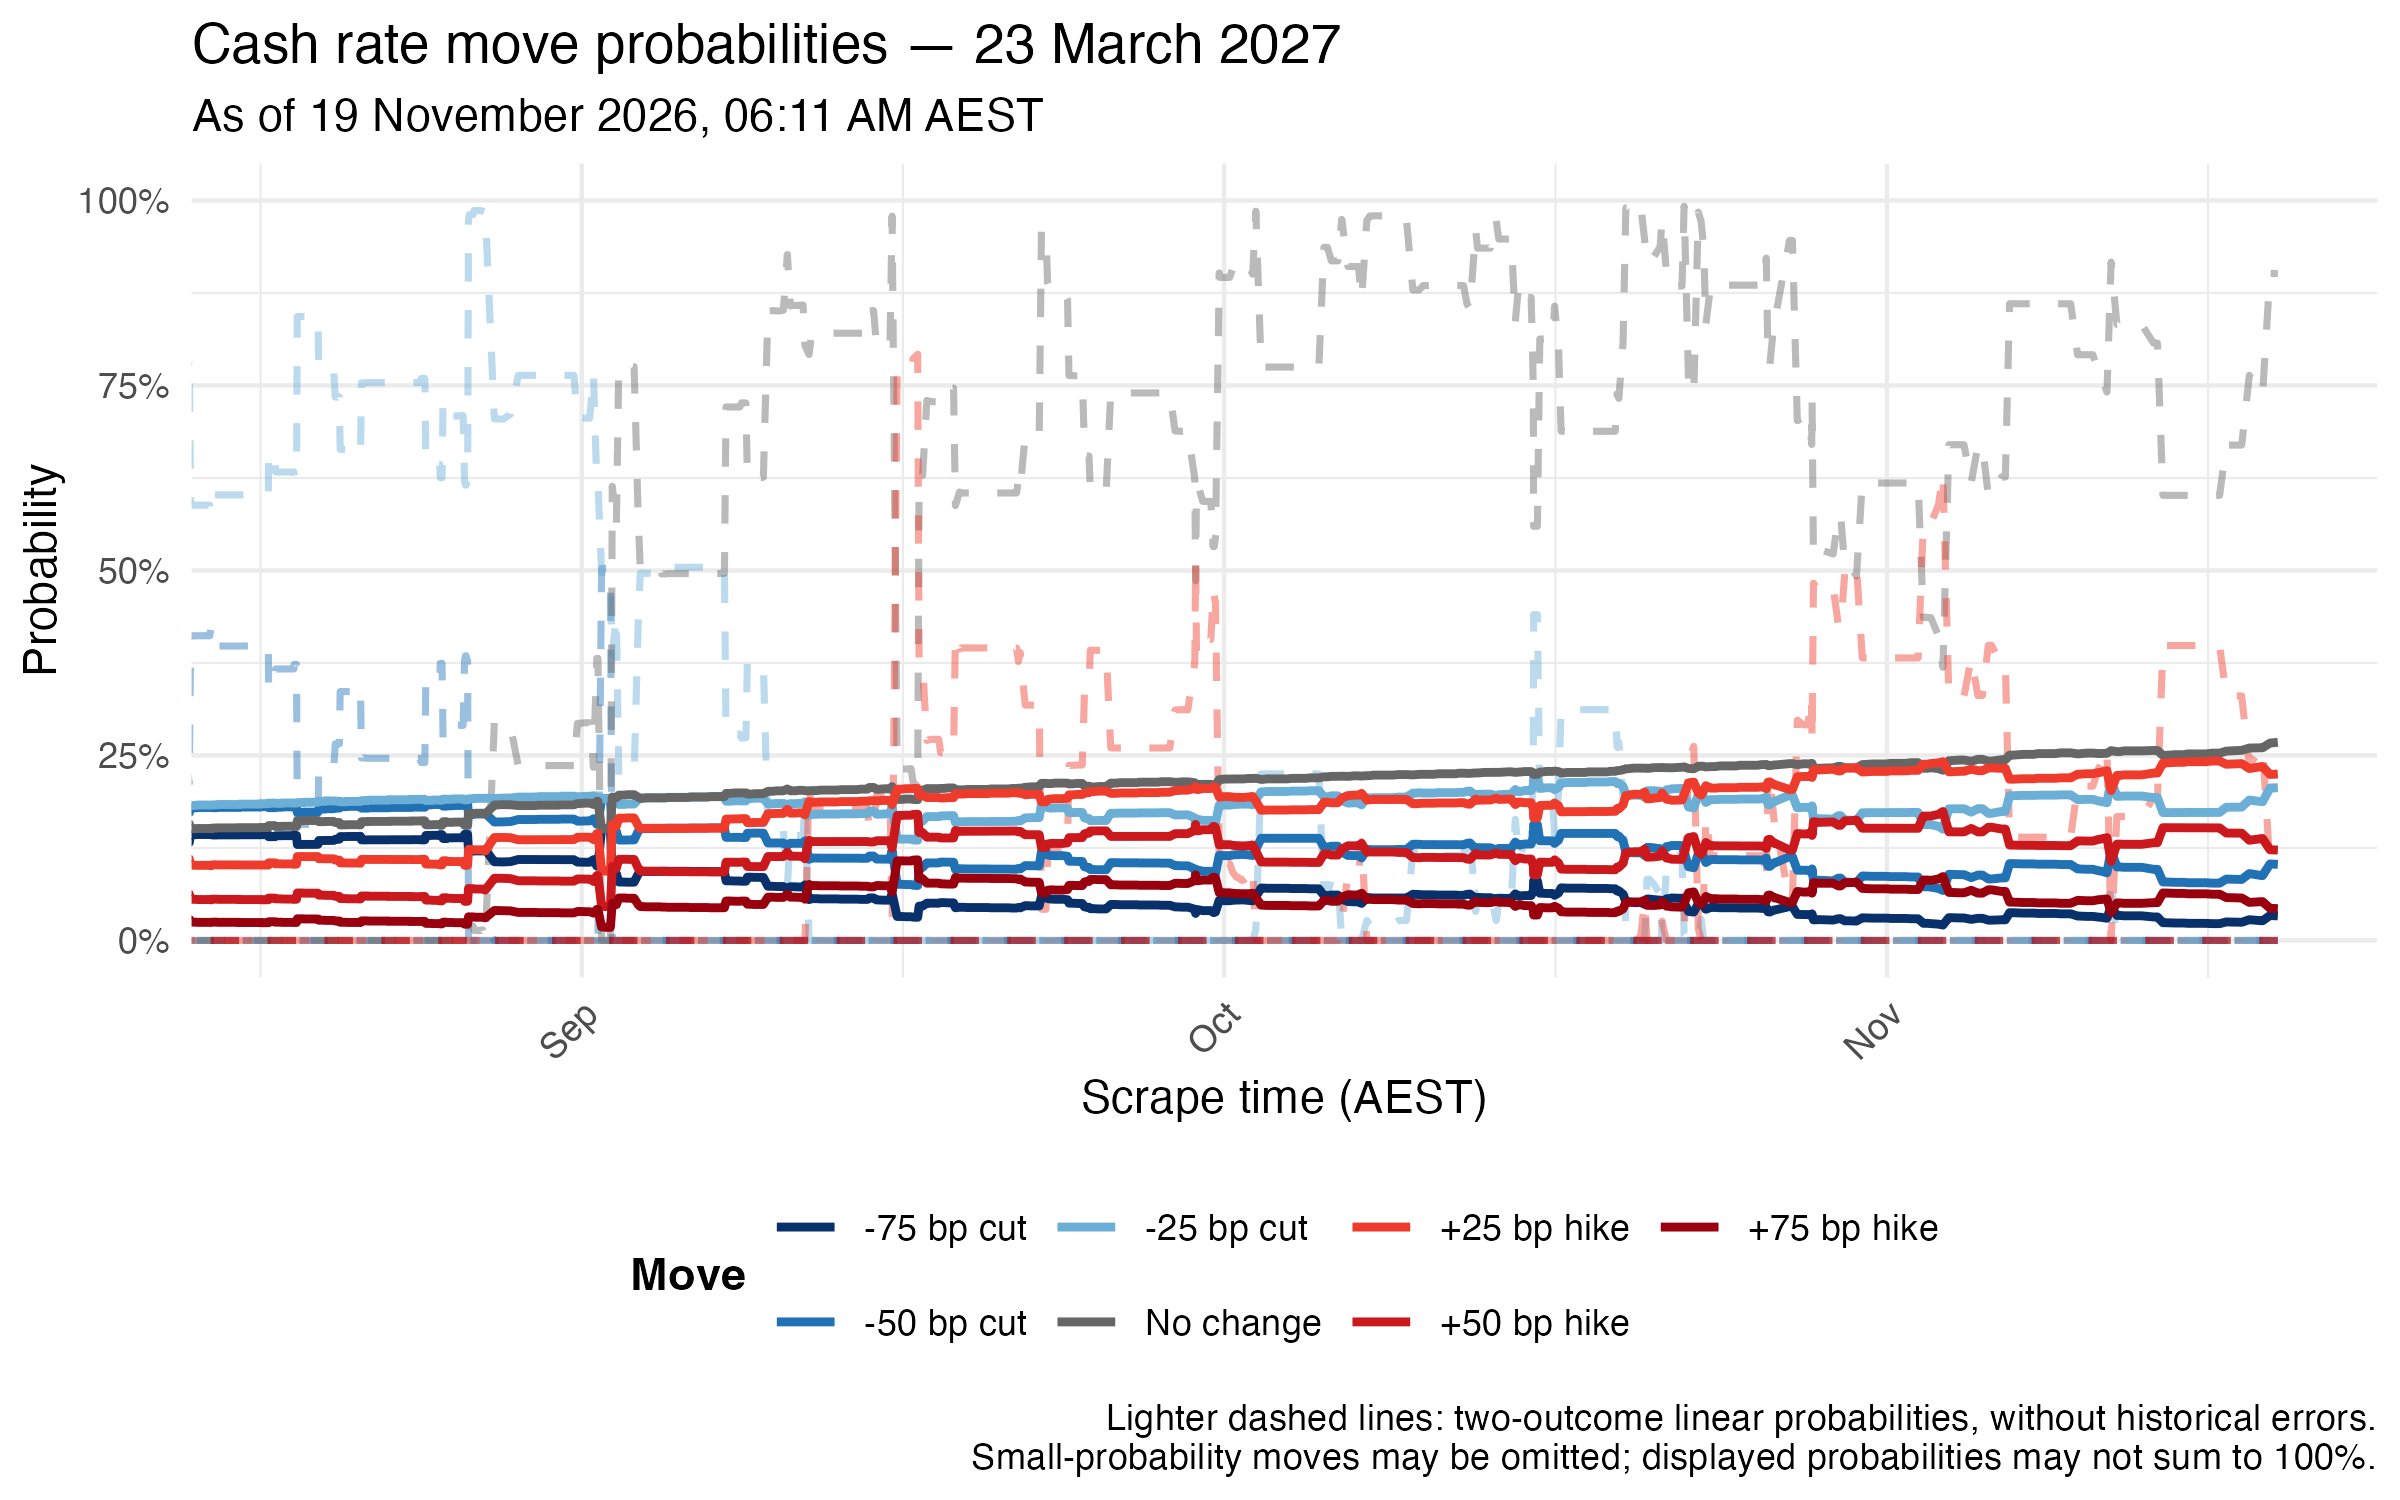 Cash rate move probabilities — 23 March 2027
As of 19 November 2026, 06:11 AM AEST
Probability
100%
75%
50%
25%
0%
Sep
Oct
Nov
Scrape time (AEST)
Move
-75 bp cut
-25 bp cut
+25 bp hike
+75 bp hike
-50 bp cut
No change
+50 bp hike
Lighter dashed lines: two-outcome linear probabilities, without historical errors.
Small-probability moves may be omitted; displayed probabilities may not sum to 100%.